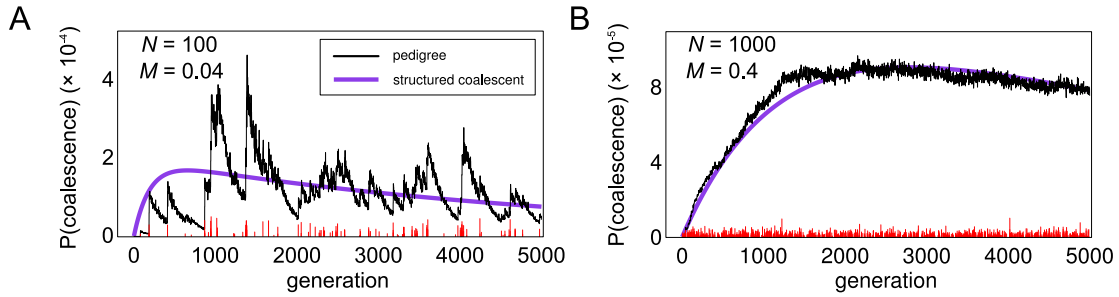 A
P(coalescence) (× 10⁻⁴)
N = 100
M = 0.04
pedigree
structured coalescent
4
2
0
0 1000 2000 3000 4000 5000
generation
B
P(coalescence) (× 10⁻⁵)
N = 1000
M = 0.4
8
4
0
0 1000 2000 3000 4000 5000
generation